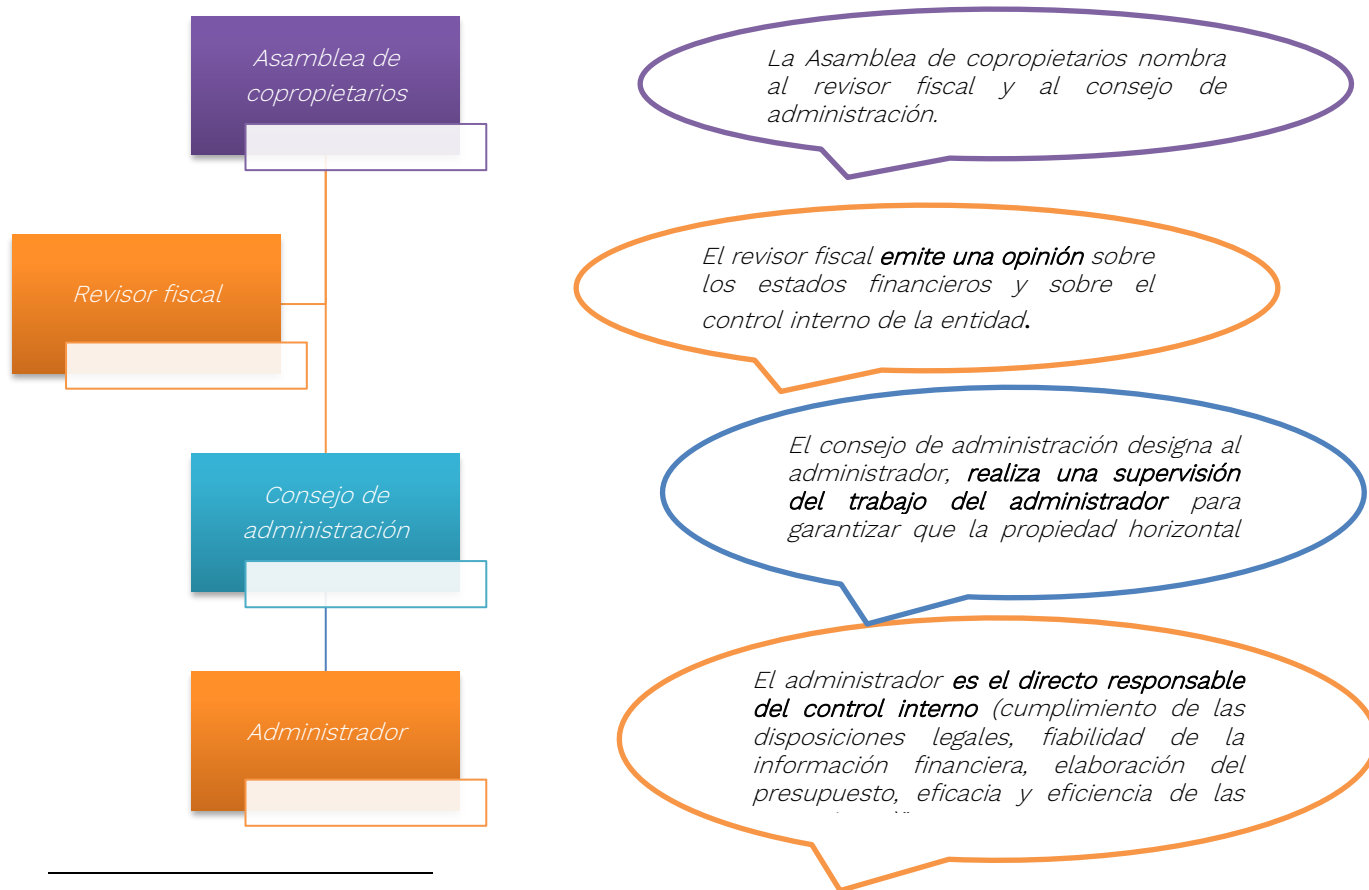 Asamblea de
copropietarios
La Asamblea de copropietarios nombra
al revisor fiscal y al consejo de
administración.
Revisor fiscal
El revisor fiscal emite una opinión sobre
los estados financieros y sobre el
control interno de la entidad.
Consejo de
administración
El consejo de administración designa al
administrador, realiza una supervisión
del trabajo del administrador para
garantizar que la propiedad horizontal
Administrador
El administrador es el directo responsable
del control interno (cumplimiento de las
disposiciones legales, fiabilidad de la
información financiera, elaboración del
presupuesto, eficacia y eficiencia de las